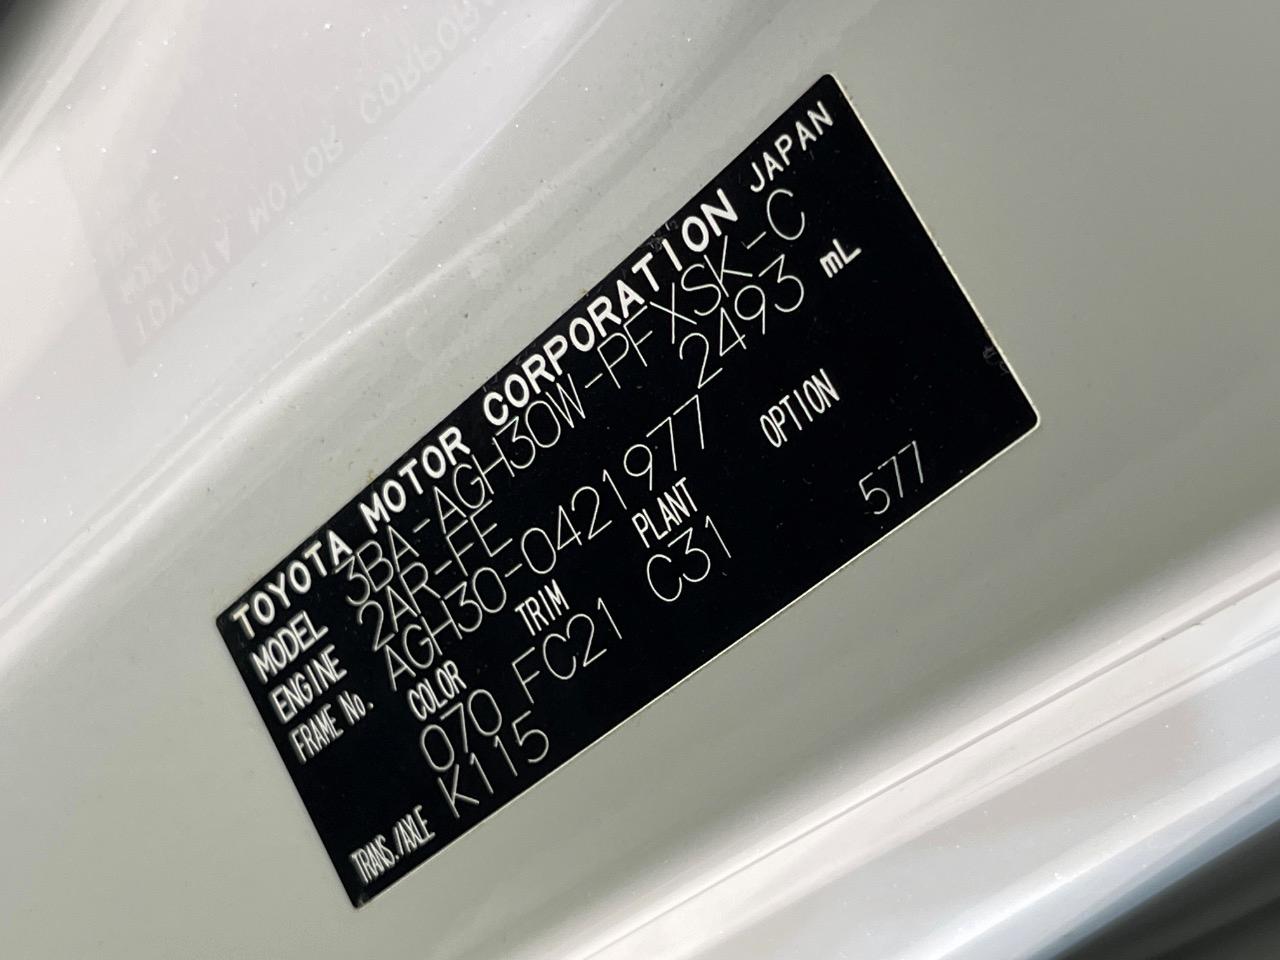 TOYOTA MOTOR CORPORATION JAPAN
MODEL 3BA-AGH30W-PFXSK-C
ENGINE 2AR-FE 2493 mL
FRAME No. AGH30-0421977
COLOR TRIM PLANT OPTION
070 FC21 C31 577
TRANS./AXLE K115